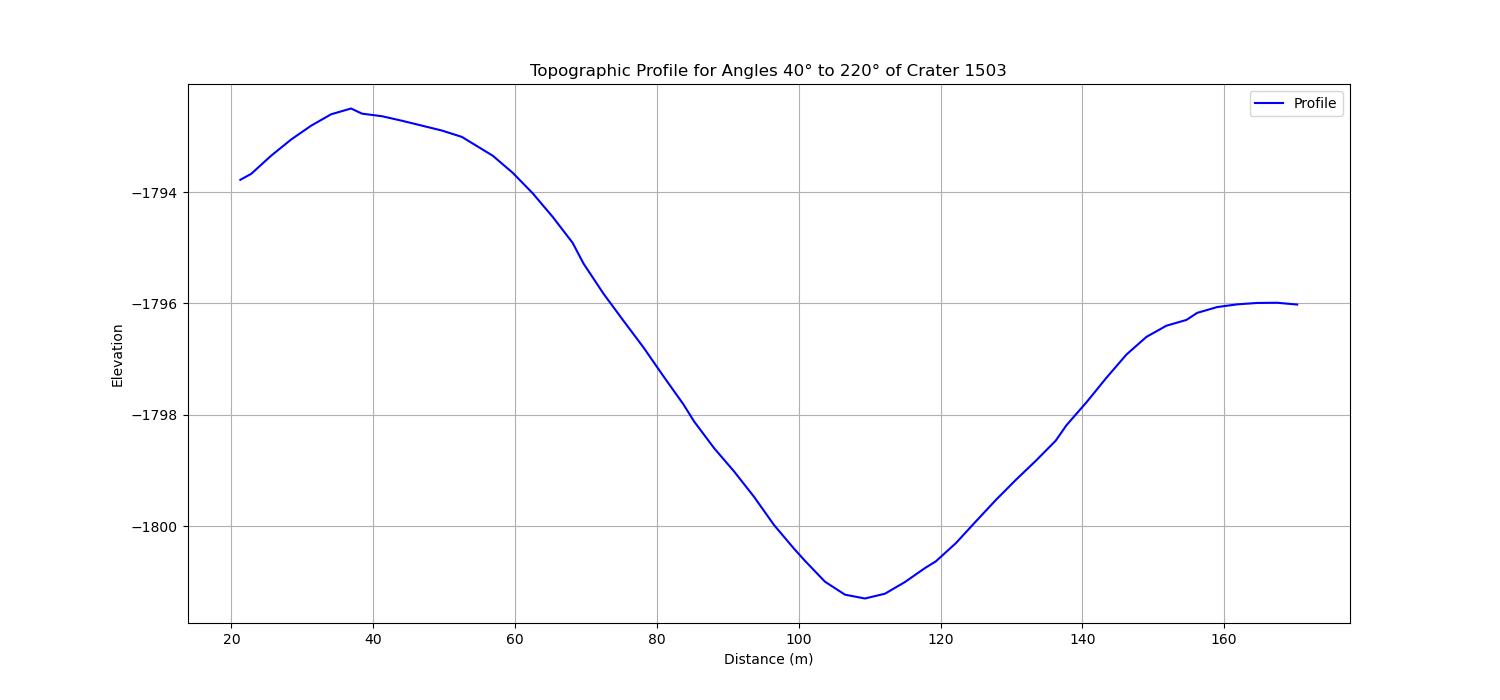 Topographic Profile for Angles 40° to 220° of Crater 1503
Profile
−1794
−1796
−1798
−1800
Elevation
20 40 60 80 100 120 140 160
Distance (m)